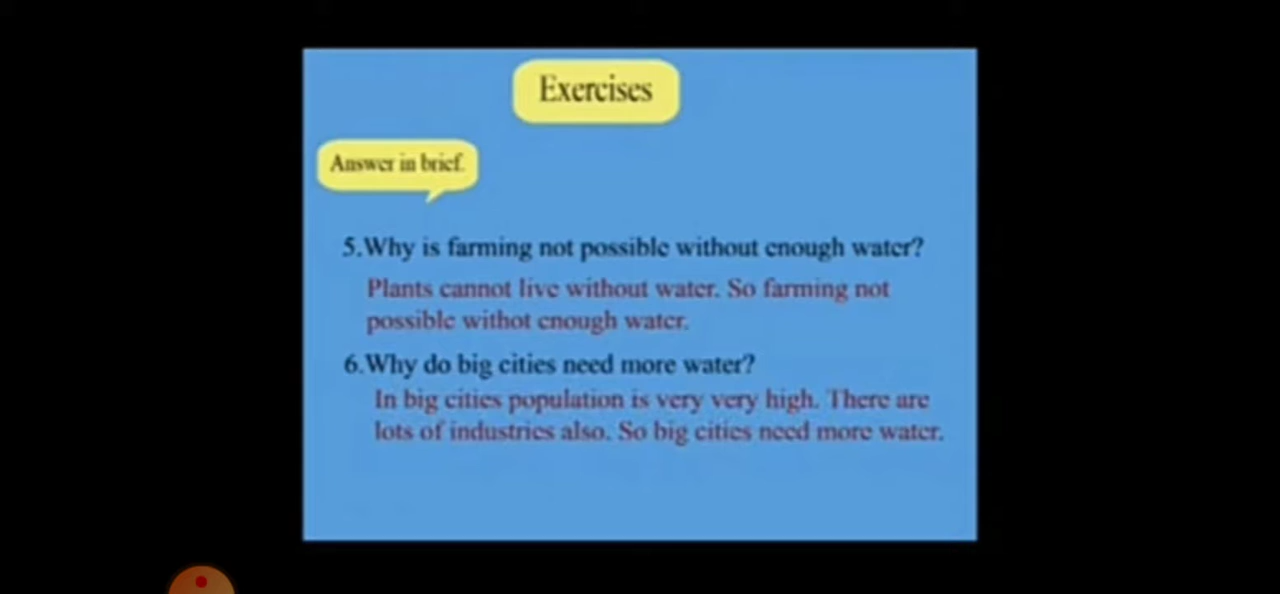 Exercises
Answer in brief.
5.Why is farming not possible without enough water?
Plants cannot live without water. So farming not
possible withot enough water.
6.Why do big cities need more water?
In big cities population is very very high. There are
lots of industries also. So big cities need more water.